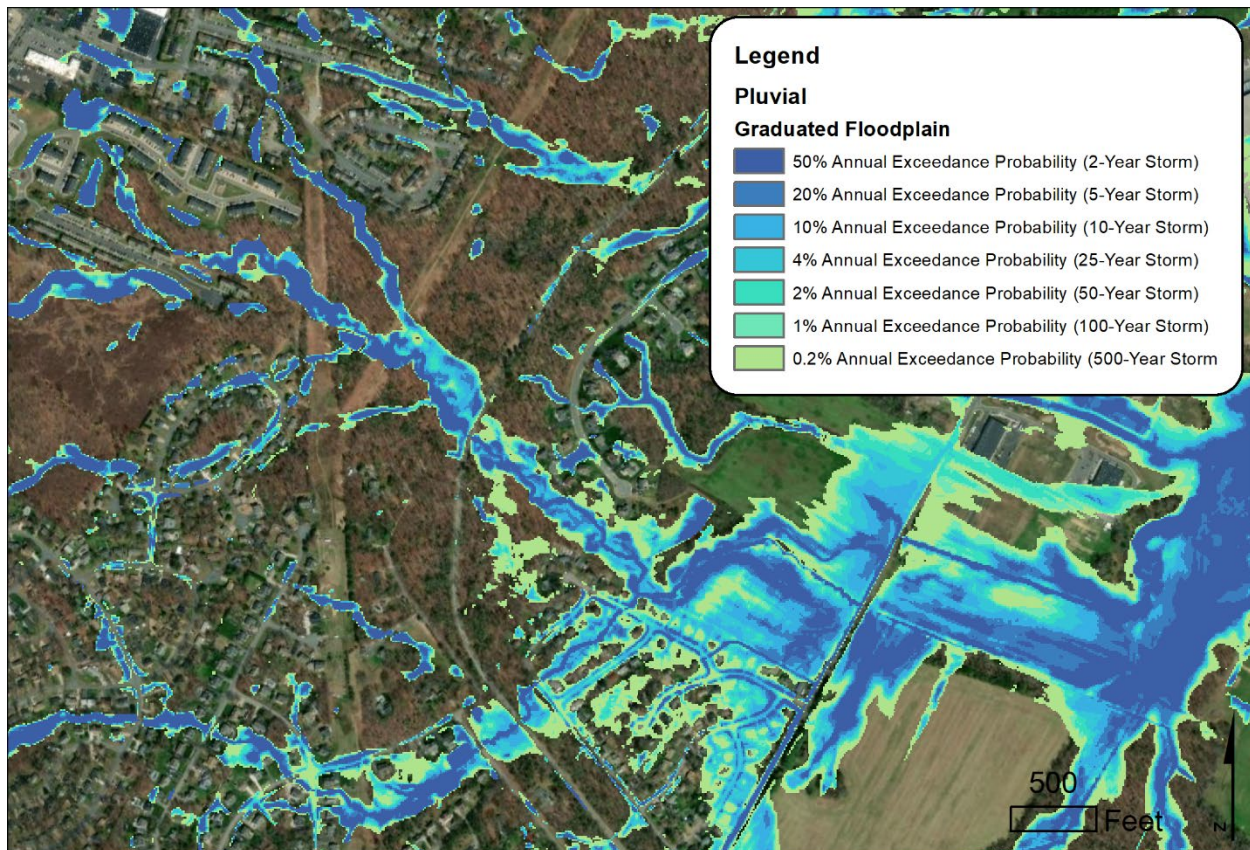 Legend
Pluvial
Graduated Floodplain
50% Annual Exceedance Probability (2-Year Storm)
20% Annual Exceedance Probability (5-Year Storm)
10% Annual Exceedance Probability (10-Year Storm)
4% Annual Exceedance Probability (25-Year Storm)
2% Annual Exceedance Probability (50-Year Storm)
1% Annual Exceedance Probability (100-Year Storm)
0.2% Annual Exceedance Probability (500-Year Storm
500
Feet
N